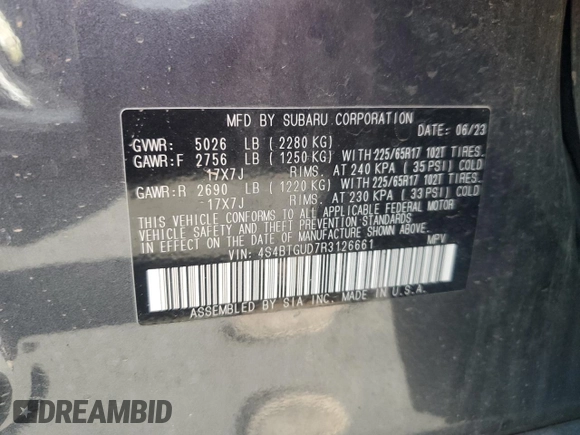 MFD BY SUBARU CORPORATION
DATE: 06/23
GVWR: 5026 LB ( 2280 KG)
GAWR:F 2756 LB ( 1250 KG) WITH 225/65R17 102T TIRES.
17X7J RIMS. AT 240 KPA ( 35 PSI) COLD
GAWR:R 2690 LB ( 1220 KG) WITH 225/65R17 102T TIRES.
17X7J RIMS. AT 230 KPA ( 33 PSI) COLD
THIS VEHICLE CONFORMS TO ALL APPLICABLE FEDERAL MOTOR
VEHICLE SAFETY AND THEFT PREVENTION STANDARDS
IN EFFECT ON THE DATE OF MANUFACTURE SHOWN ABOVE.
VIN: 4S4BTGUD7R3126661 MPV
ASSEMBLED BY SIA INC. MADE IN U.S.A.
DREAMBID